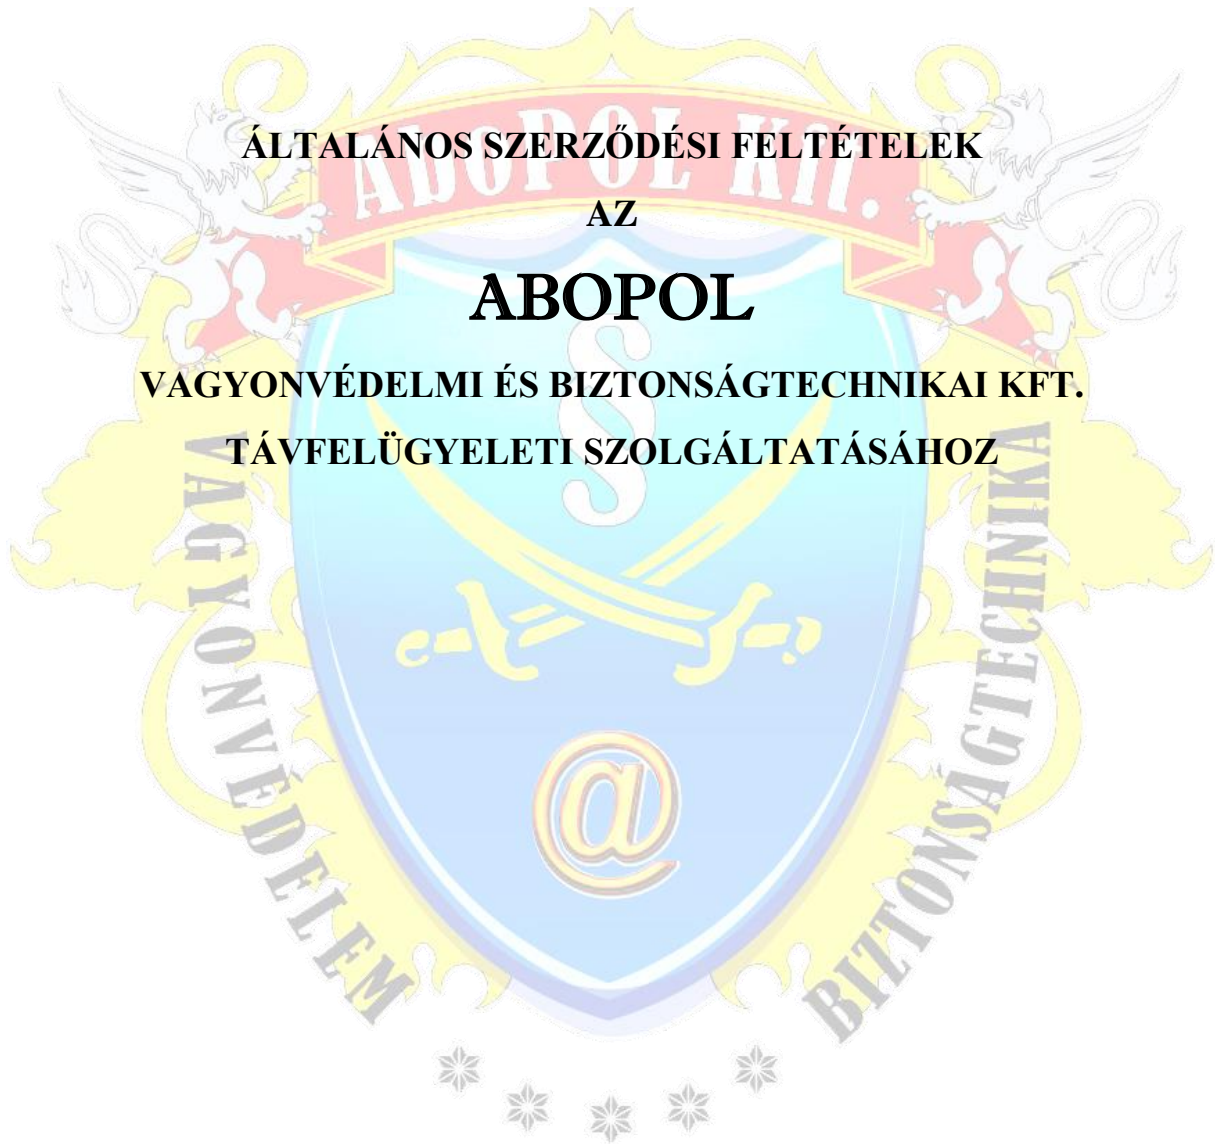 ÁLTALÁNOS SZERZŐDÉSI FELTÉTELEK
ABOPOL Kft.
AZ
ABOPOL
VAGYONVÉDELMI ÉS BIZTONSÁGTECHNIKAI KFT.
TÁVFELÜGYELETI SZOLGÁLTATÁSÁHOZ
§
VAGYONVÉDELEM
BIZTONSÁGTECHNIKA
@